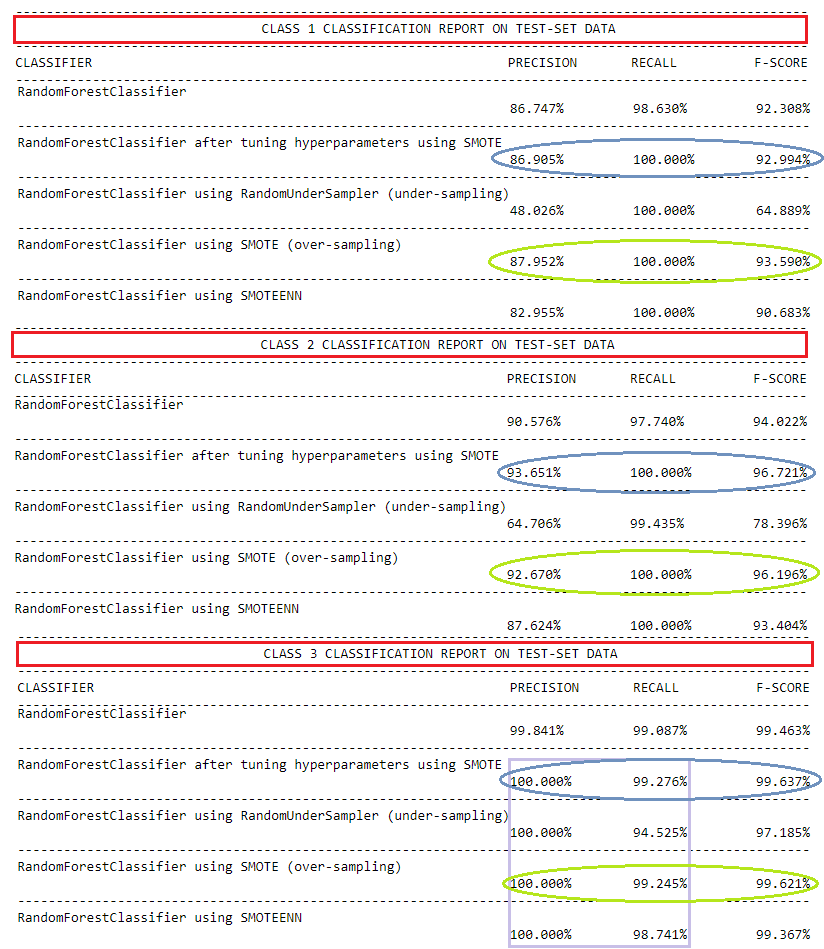 CLASS 1 CLASSIFICATION REPORT ON TEST-SET DATA
CLASSIFIER PRECISION RECALL F-SCORE
RandomForestClassifier
86.747% 98.630% 92.308%
RandomForestClassifier after tuning hyperparameters using SMOTE
86.905% 100.000% 92.994%
RandomForestClassifier using RandomUnderSampler (under-sampling)
48.026% 100.000% 64.889%
RandomForestClassifier using SMOTE (over-sampling)
87.952% 100.000% 93.590%
RandomForestClassifier using SMOTEENN
82.955% 100.000% 90.683%
CLASS 2 CLASSIFICATION REPORT ON TEST-SET DATA
CLASSIFIER PRECISION RECALL F-SCORE
RandomForestClassifier
90.576% 97.740% 94.022%
RandomForestClassifier after tuning hyperparameters using SMOTE
93.651% 100.000% 96.721%
RandomForestClassifier using RandomUnderSampler (under-sampling)
64.706% 99.435% 78.396%
RandomForestClassifier using SMOTE (over-sampling)
92.670% 100.000% 96.196%
RandomForestClassifier using SMOTEENN
87.624% 100.000% 93.404%
CLASS 3 CLASSIFICATION REPORT ON TEST-SET DATA
CLASSIFIER PRECISION RECALL F-SCORE
RandomForestClassifier
99.841% 99.087% 99.463%
RandomForestClassifier after tuning hyperparameters using SMOTE
100.000% 99.276% 99.637%
RandomForestClassifier using RandomUnderSampler (under-sampling)
100.000% 94.525% 97.185%
RandomForestClassifier using SMOTE (over-sampling)
100.000% 99.245% 99.621%
RandomForestClassifier using SMOTEENN
100.000% 98.741% 99.367%